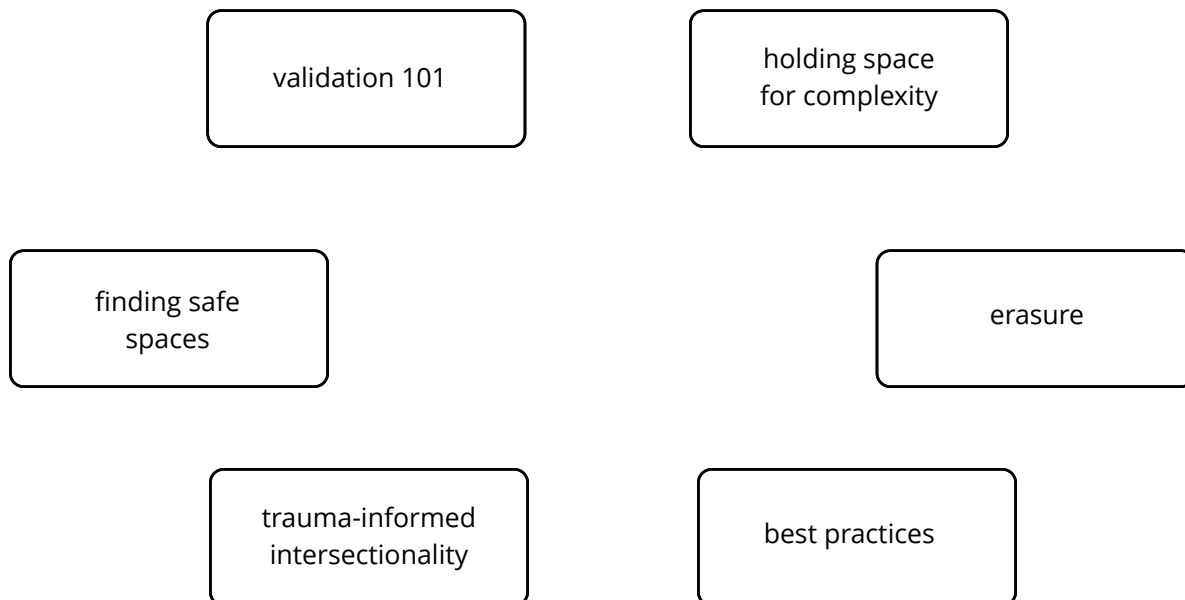 validation 101
holding space
for complexity
finding safe
spaces
erasure
trauma-informed
intersectionality
best practices